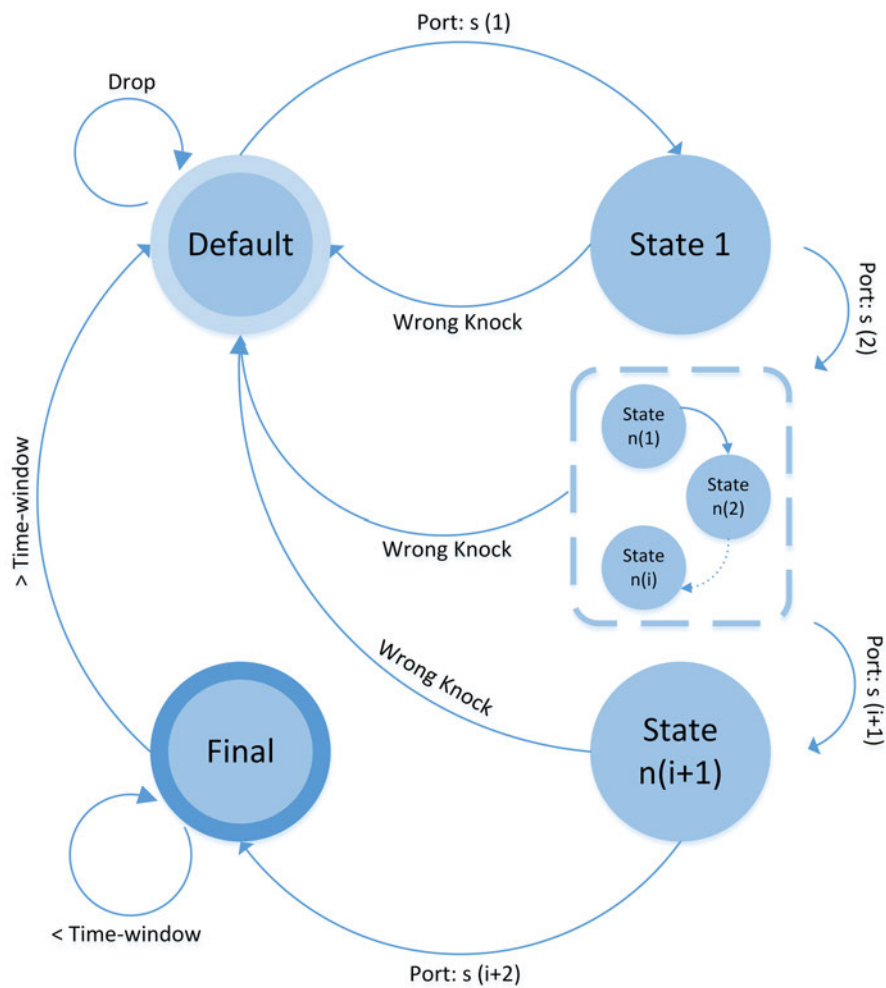 Port: s (1)
Drop
Default
State 1
Wrong Knock
Port: s (2)
State
n(1)
State
n(2)
State
n(i)
Wrong Knock
> Time-window
Wrong Knock
Port: s (i+1)
Final
State
n(i+1)
< Time-window
Port: s (i+2)